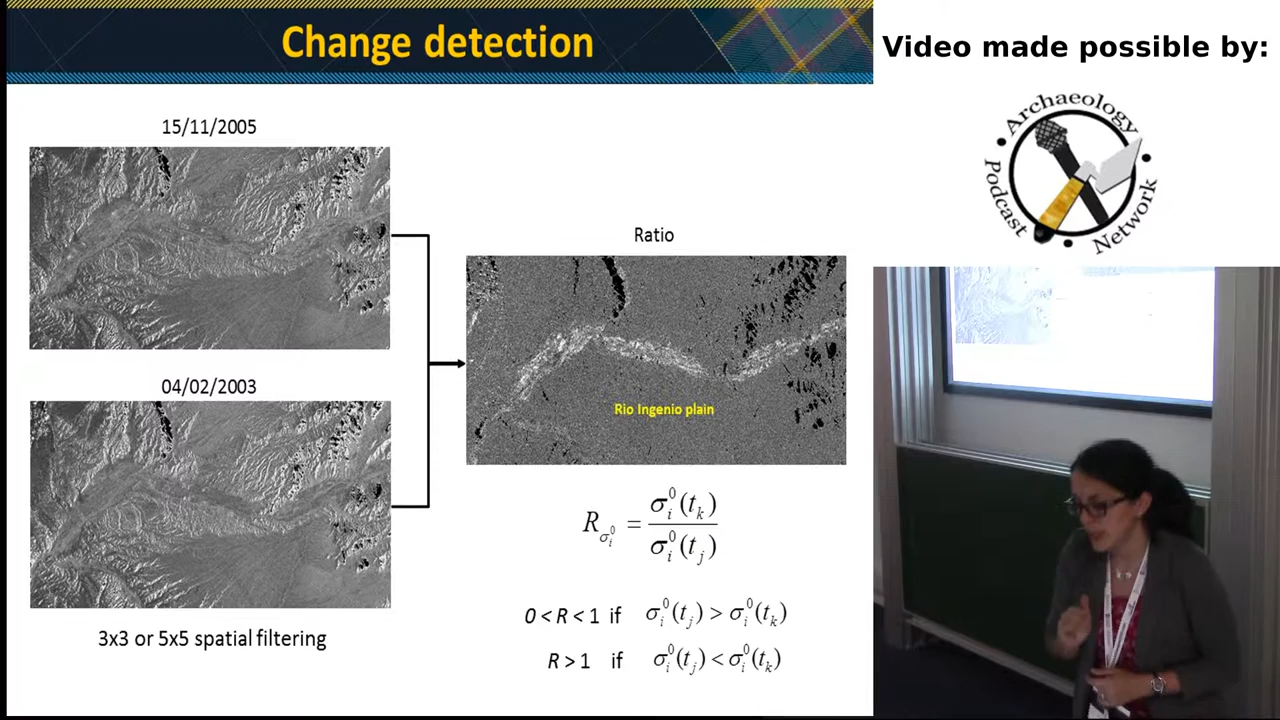 Change detection
Video made possible by:
Archaeology
Podcast
Network
15/11/2005
Ratio
Rio Ingenio plain
04/02/2003
3x3 or 5x5 spatial filtering
R_{σ_i^0} = σ_i^0(t_k) / σ_i^0(t_j)
0 < R < 1 if σ_i^0(t_j) > σ_i^0(t_k)
R > 1 if σ_i^0(t_j) < σ_i^0(t_k)